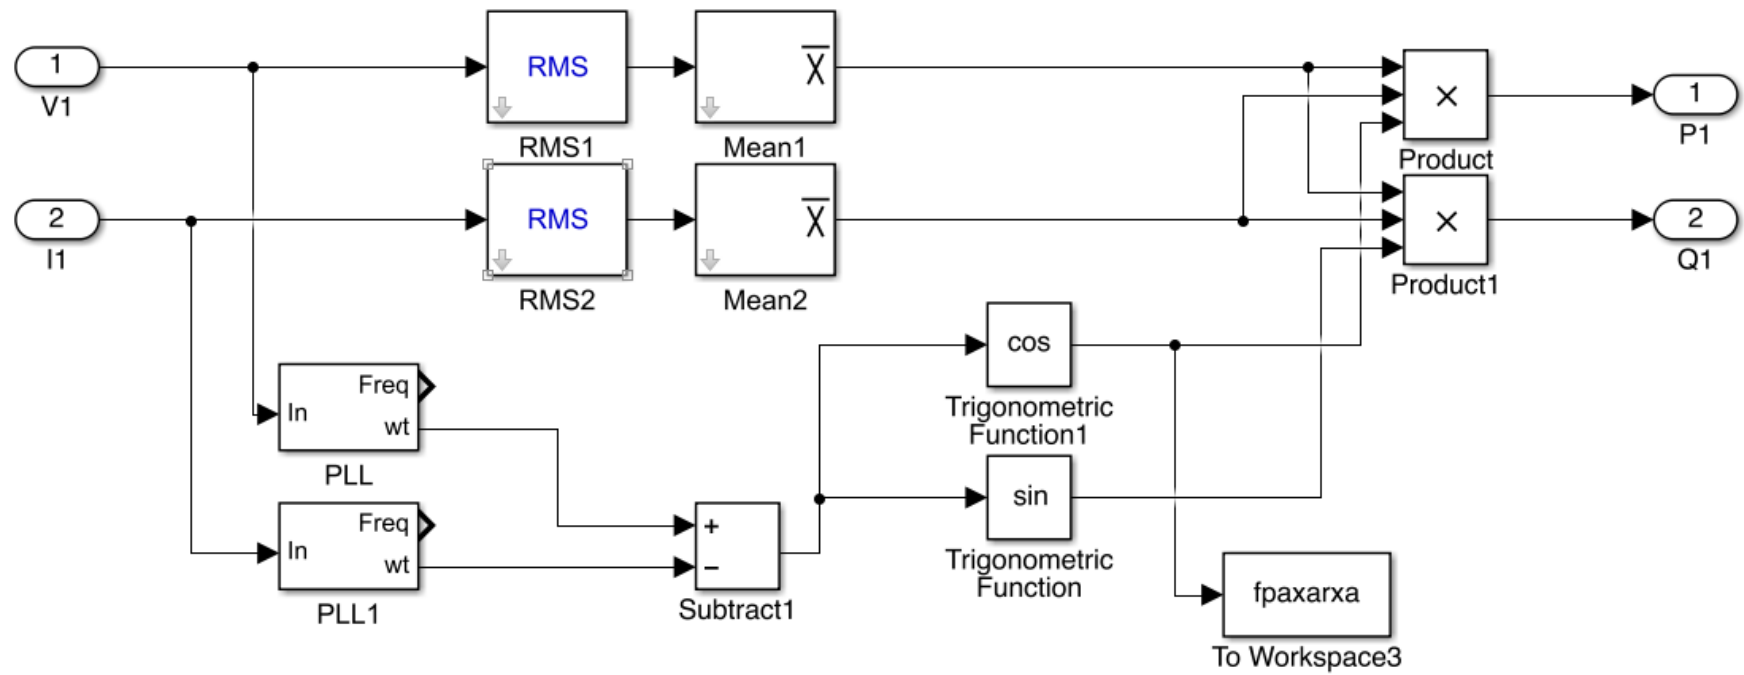 1
V1
RMS
RMS1
X
Mean1
×
Product
1
P1
2
I1
RMS
RMS2
X
Mean2
×
Product1
2
Q1
In
Freq
wt
PLL
In
Freq
wt
PLL1
+
−
Subtract1
cos
Trigonometric
Function1
sin
Trigonometric
Function
fpaxarxa
To Workspace3